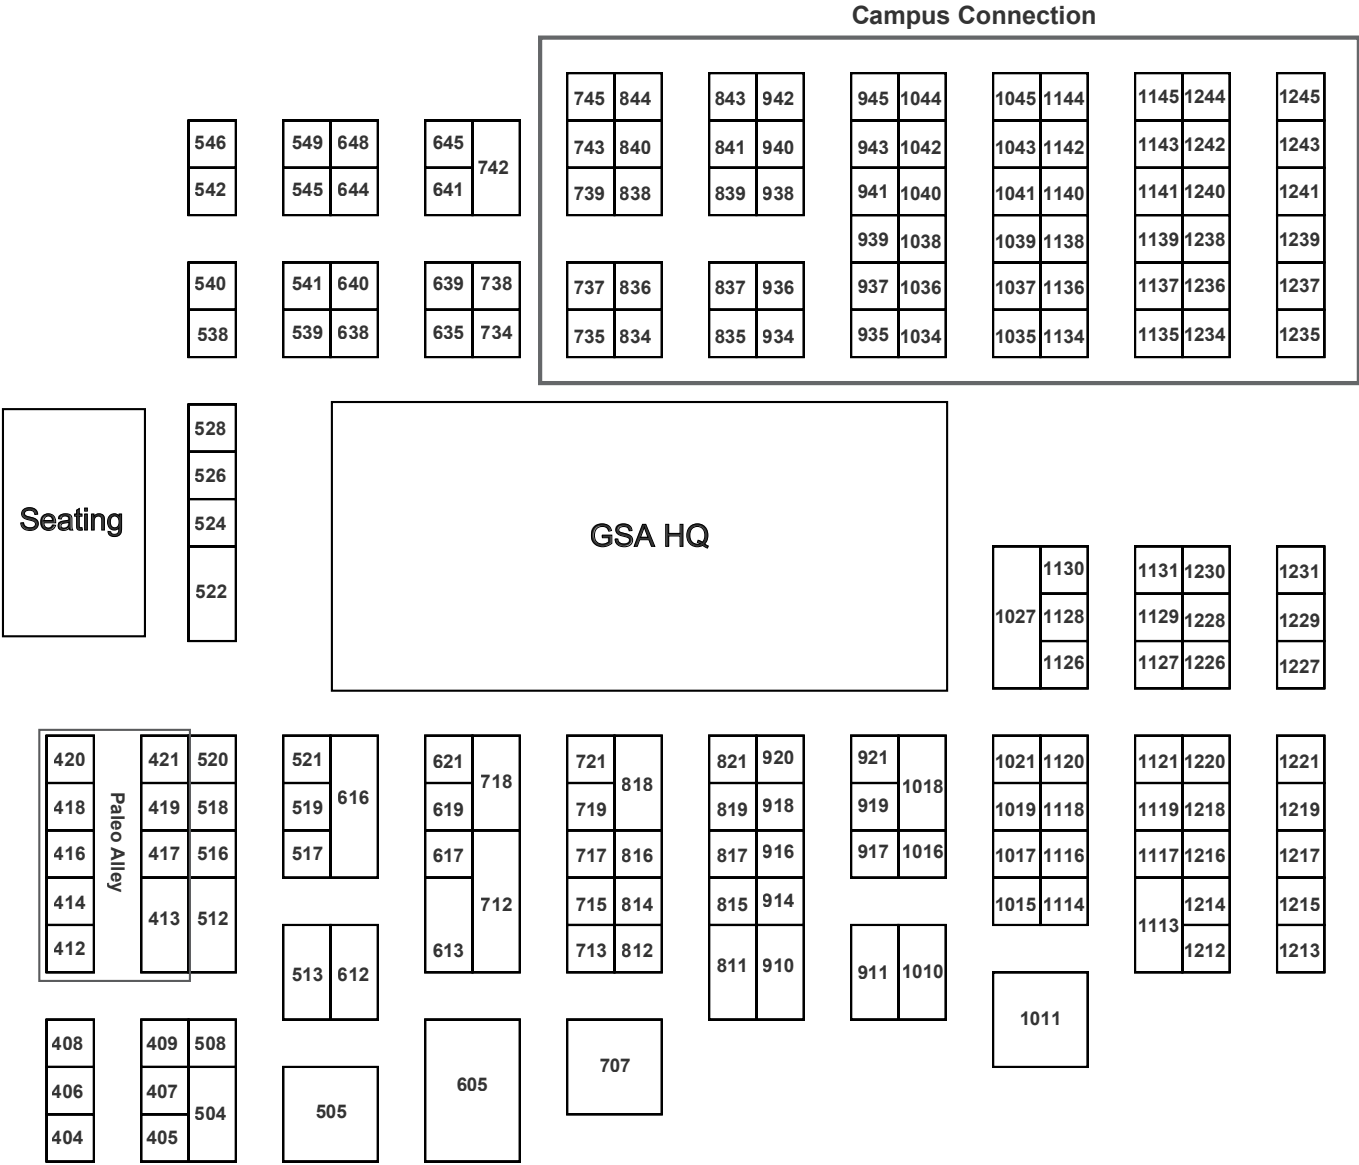 Campus Connection
745 844 843 942 945 1044 1045 1144 1145 1244 1245
546 549 648 645 742 743 840 841 940 943 1042 1043 1142 1143 1242 1243
542 545 644 641 739 838 839 938 941 1040 1041 1140 1141 1240 1241
939 1038 1039 1138 1139 1238 1239
540 541 640 639 738 737 836 837 936 937 1036 1037 1136 1137 1236 1237
538 539 638 635 734 735 834 835 934 935 1034 1035 1134 1135 1234 1235
528
526
Seating 524 GSA HQ
522
1130 1131 1230 1231
1027 1128 1129 1228 1229
1126 1127 1226 1227
420 421 520 521 621 718 721 818 821 920 921 1018 1021 1120 1121 1220 1221
418 419 518 519 616 619 719 819 918 919 1019 1118 1119 1218 1219
Paleo Alley
416 417 516 517 617 717 816 817 916 917 1016 1017 1116 1117 1216 1217
414 413 512 712 715 814 815 914 1015 1114 1113 1214 1215
412 513 612 613 713 812 811 910 911 1010 1212 1213
408 409 508 1011
406 407 504 605 707
404 405 505